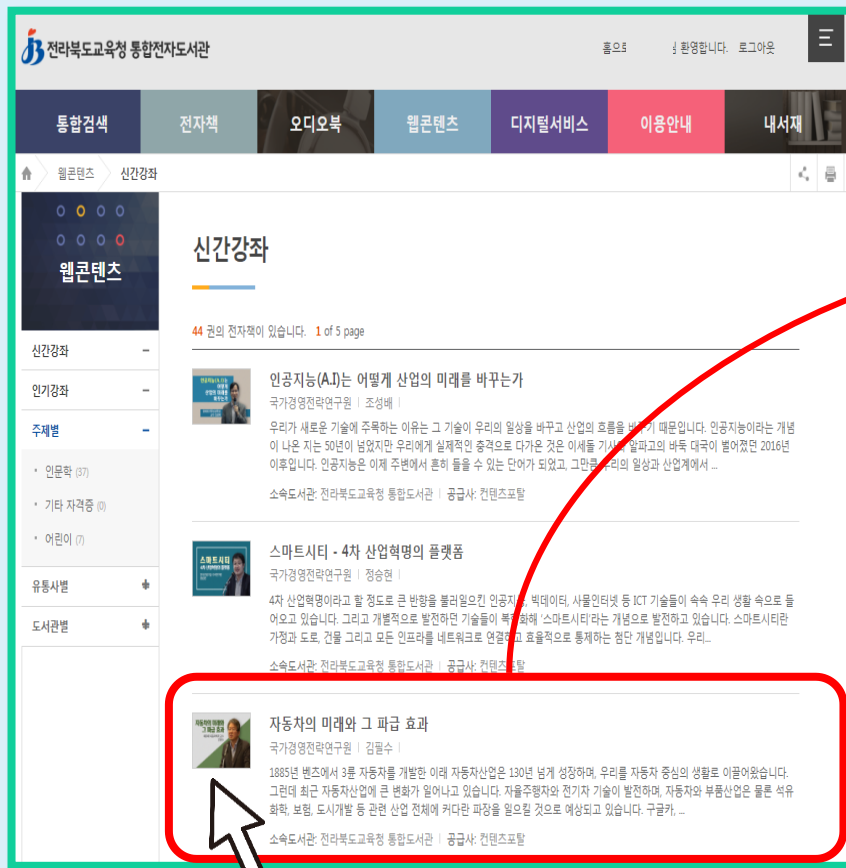 전라북도교육청 통합전자도서관
홈으로 환영합니다. 로그아웃
통합검색 전자책 오디오북 웹콘텐츠 디지털서비스 이용안내 내서재
웹콘텐츠 신간강좌
웹콘텐츠
신간강좌
인기강좌
주제별
인문학 (37)
기타 자격증 (0)
어린이 (7)
유통사별
도서관별
신간강좌
44 권의 전자책이 있습니다. 1 of 5 page
인공지능(A.I)는 어떻게 산업의 미래를 바꾸는가
국가경영전략연구원 | 조성배 |
우리가 새로운 기술에 주목하는 이유는 그 기술이 우리의 일상을 바꾸고 산업의 흐름을 바꾸기 때문입니다. 인공지능이라는 개념
이 나온 지는 50년이 넘었지만 우리에게 실제적인 충격으로 다가온 것은 이세돌 기사와 알파고의 바둑 대국이 벌어졌던 2016년
이후입니다. 인공지능은 이제 주변에서 흔히 들을 수 있는 단어가 되었고, 그만큼 우리의 일상과 산업계에서 ...
소속도서관: 전라북도교육청 통합도서관 | 공급사: 컨텐츠포탈
스마트시티
스마트시티 - 4차 산업혁명의 플랫폼
국가경영전략연구원 | 정승현 |
4차 산업혁명이라고 할 정도로 큰 반향을 불러일으킨 인공지능, 빅데이터, 사물인터넷 등 ICT 기술들이 속속 우리 생활 속으로 들
어오고 있습니다. 그리고 개별적으로 발전하던 기술들이 복합화해 '스마트시티'라는 개념으로 발전하고 있습니다. 스마트시티란
가정과 도로, 건물 그리고 모든 인프라를 네트워크로 연결하고 효율적으로 통제하는 첨단 개념입니다. 우리...
소속도서관: 전라북도교육청 통합도서관 | 공급사: 컨텐츠포탈
자동차의 미래와
그 파급 효과
자동차의 미래와 그 파급 효과
국가경영전략연구원 | 김필수 |
1885년 벤츠에서 3륜 자동차를 개발한 이래 자동차산업은 130년 넘게 성장하며, 우리를 자동차 중심의 생활로 이끌어왔습니다.
그런데 최근 자동차산업에 큰 변화가 일어나고 있습니다. 자율주행차와 전기차 기술이 발전하며, 자동차와 부품산업은 물론 석유
화학, 보험, 도시개발 등 관련 산업 전체에 커다란 파장을 일으킬 것으로 예상되고 있습니다. 구글카, ...
소속도서관: 전라북도교육청 통합도서관 | 공급사: 컨텐츠포탈